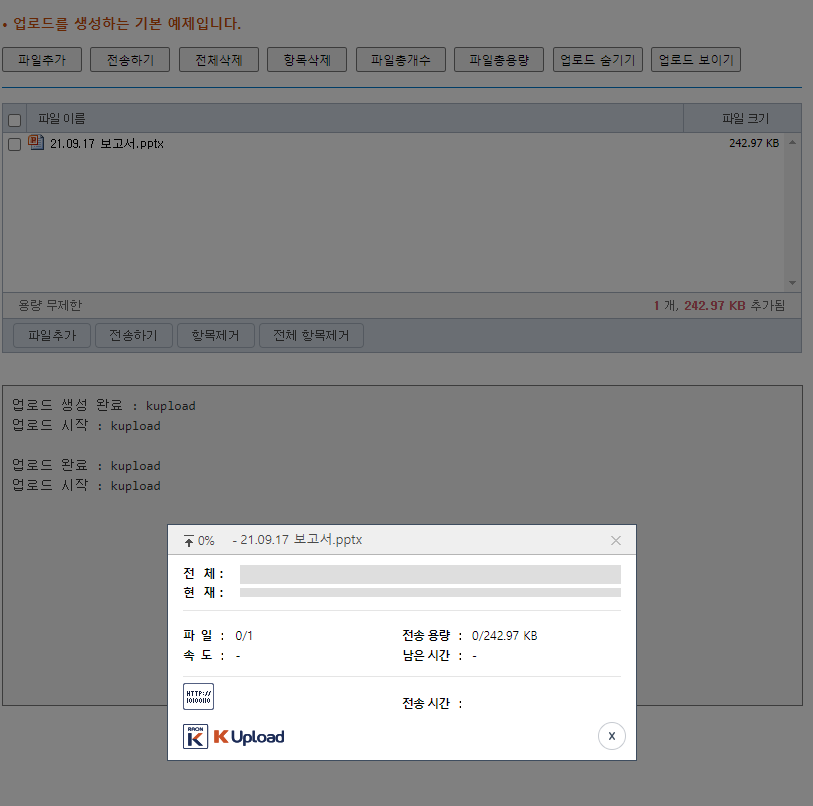 • 업로드를 생성하는 기본 예제입니다.
파일추가 전송하기 전체삭제 항목삭제 파일총개수 파일총용량 업로드 숨기기 업로드 보이기
파일 이름 파일 크기
21.09.17 보고서.pptx 242.97 KB
용량 무제한 1 개, 242.97 KB 추가됨
파일추가 전송하기 항목제거 전체 항목제거
업로드 생성 완료 : kupload
업로드 시작 : kupload
업로드 완료 : kupload
업로드 시작 : kupload
0% - 21.09.17 보고서.pptx
전 체 :
현 재 :
파 일 : 0/1 전송 용량 : 0/242.97 KB
속 도 : - 남은 시간 : -
HTTP://
10100110
전송 시간 :
RAON
K K Upload X